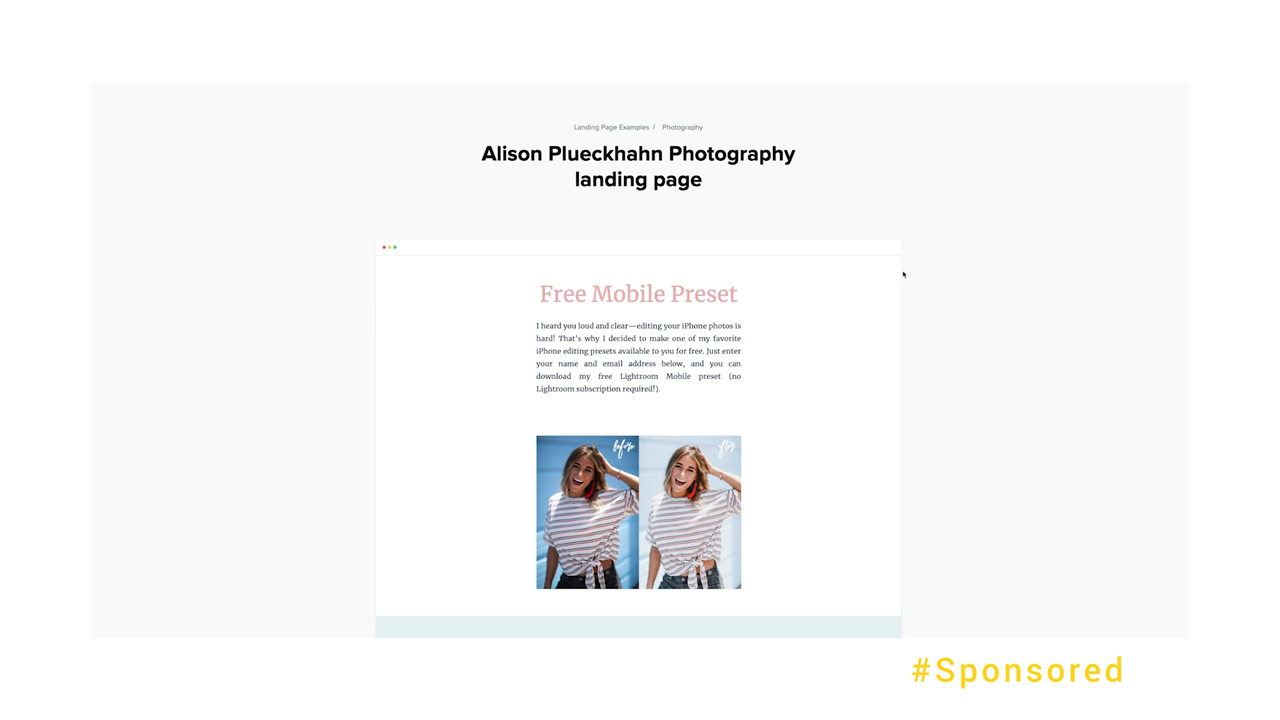 Landing Page Examples / Photography
Alison Plueckhahn Photography
landing page
Free Mobile Preset
I heard you loud and clear—editing your iPhone photos is
hard! That's why I decided to make one of my favorite
iPhone editing presets available to you for free. Just enter
your name and email address below, and you can
download my free Lightroom Mobile preset (no
Lightroom subscription required!).
before
after
#Sponsored